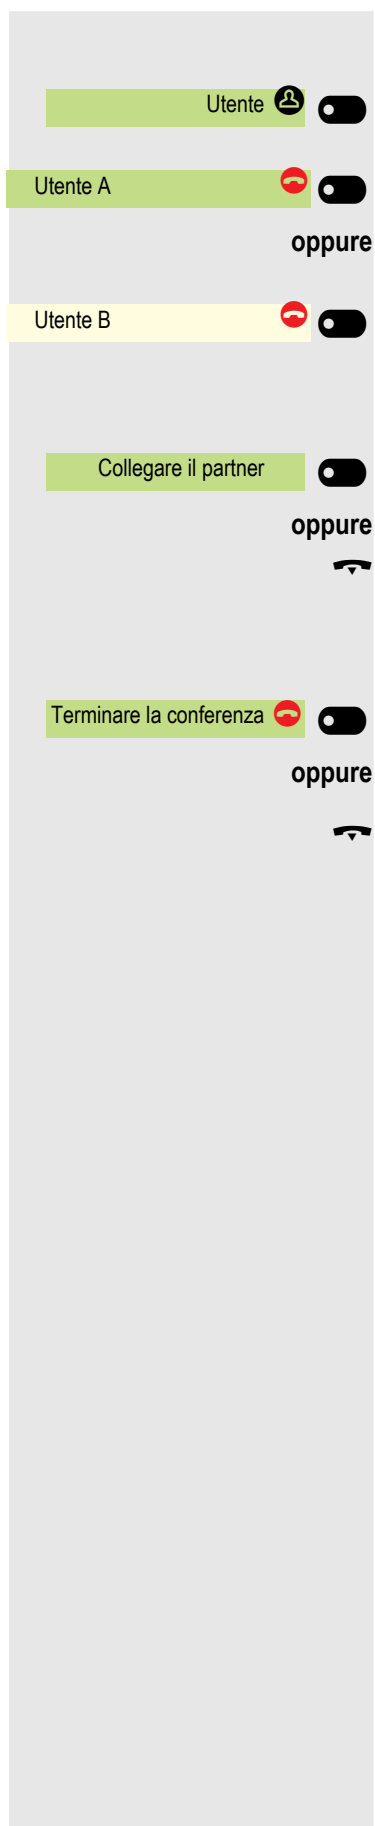 Utente
Utente A
oppure
Utente B
Collegare il partner
oppure
Terminare la conferenza
oppure